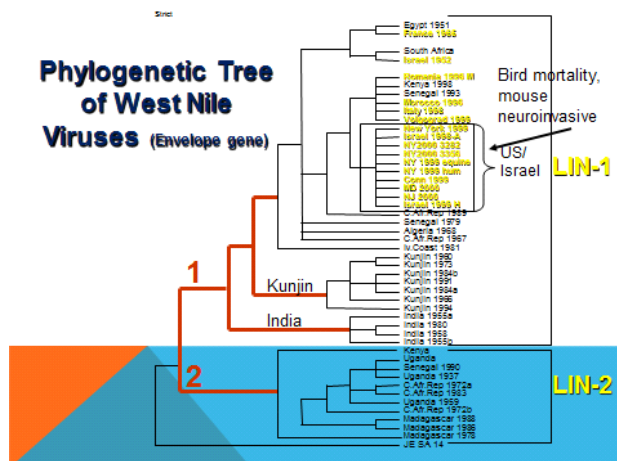 Strict
Phylogenetic Tree
of West Nile
Viruses (Envelope gene)
Egypt 1951
France 1965
South Africa
Israel 1952
Romania 1996 M
Kenya 1998
Senegal 1993
Morocco 1996
Italy 1998
Volgograd 1999
New York 1999
Israel 1998-A
NY2000 3282
NY2000 3356
NY 1999 equine
NY 1999 hum
Conn 1999
MD 2000
NJ 2000
Israel 1999 H
C.Afr.Rep 1989
Senegal 1979
Algeria 1968
C.Afr.Rep 1967
Iv.Coast 1981
Kunjin 1960
Kunjin 1973
Kunjin 1984b
Kunjin 1991
Kunjin 1984a
Kunjin 1966
Kunjin 1994
India 1955a
India 1980
India 1958
India 1955b
Kenya
Uganda
Senegal 1990
Uganda 1937
C.Afr.Rep 1972a
C.Afr.Rep 1983
Uganda 1959
C.Afr.Rep 1972b
Madagascar 1988
Madagascar 1986
Madagascar 1978
JE SA 14
Bird mortality,
mouse
neuroinvasive
US/
Israel
LIN-1
1
Kunjin
India
2
LIN-2